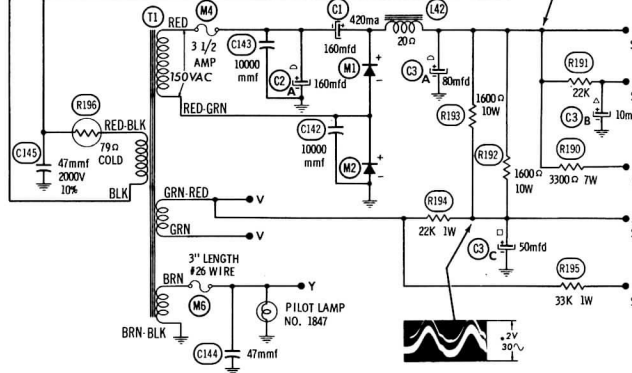 T1
RED
M4
3 1/2
AMP
150VAC
C143
10000
mmf
C2
A
160mfd
C1
160mfd
420ma
L42
20Ω
M1
C3
A
80mfd
RED-GRN
C142
10000
mmf
M2
R193
1600Ω
10W
R192
1600Ω
10W
R191
22K
C3
B
10m
R190
3300Ω 7W
R196
RED-BLK
79Ω
COLD
C145
47mmf
2000V
10%
BLK
GRN-RED
V
GRN
V
R194
22K 1W
C3
C
50mfd
R195
33K 1W
3" LENGTH
#26 WIRE
BRN
M6
Y
PILOT LAMP
NO. 1847
BRN-BLK
C144
47mmf
.2V
30∿